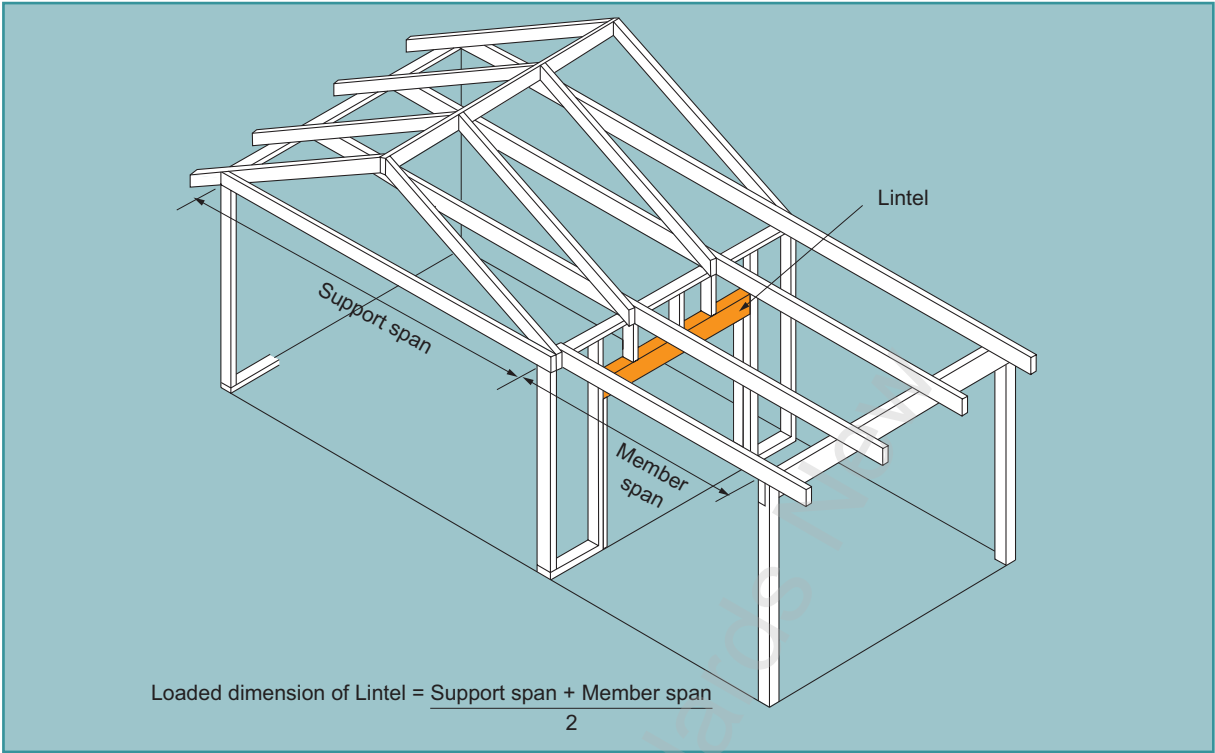 Lintel
Support span
Member
span
Loaded dimension of Lintel = Support span + Member span
2